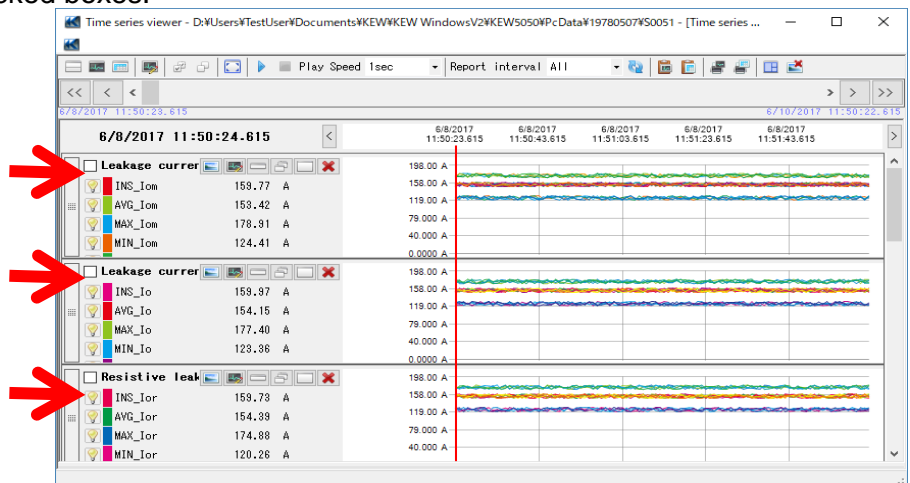 cked boxes.
Time series viewer - D:¥Users¥TestUser¥Documents¥KEW¥KEW WindowsV2¥KEW5050¥PcData¥19780507¥S0051 - [Time series ...
Play Speed 1sec Report interval All
<< < < > > >>
6/8/2017 11:50:23.615 6/10/2017 11:50:22.615
6/8/2017 11:50:24.615 < 6/8/2017 6/8/2017 6/8/2017 6/8/2017 6/8/2017 >
11:50:23.615 11:50:43.615 11:51:03.615 11:51:23.615 11:51:43.615
Leakage currer 198.00 A
INS_Iom 159.77 A 158.00 A
AVG_Iom 153.42 A 119.00 A
MAX_Iom 178.91 A 79.000 A
MIN_Iom 124.41 A 40.000 A
0.0000 A
Leakage currer 198.00 A
INS_Io 159.97 A 158.00 A
AVG_Io 154.15 A 119.00 A
MAX_Io 177.40 A 79.000 A
MIN_Io 123.36 A 40.000 A
0.0000 A
Resistive leak 198.00 A
INS_Ior 159.73 A 158.00 A
AVG_Ior 154.39 A 119.00 A
MAX_Ior 174.88 A 79.000 A
MIN_Ior 120.26 A 40.000 A